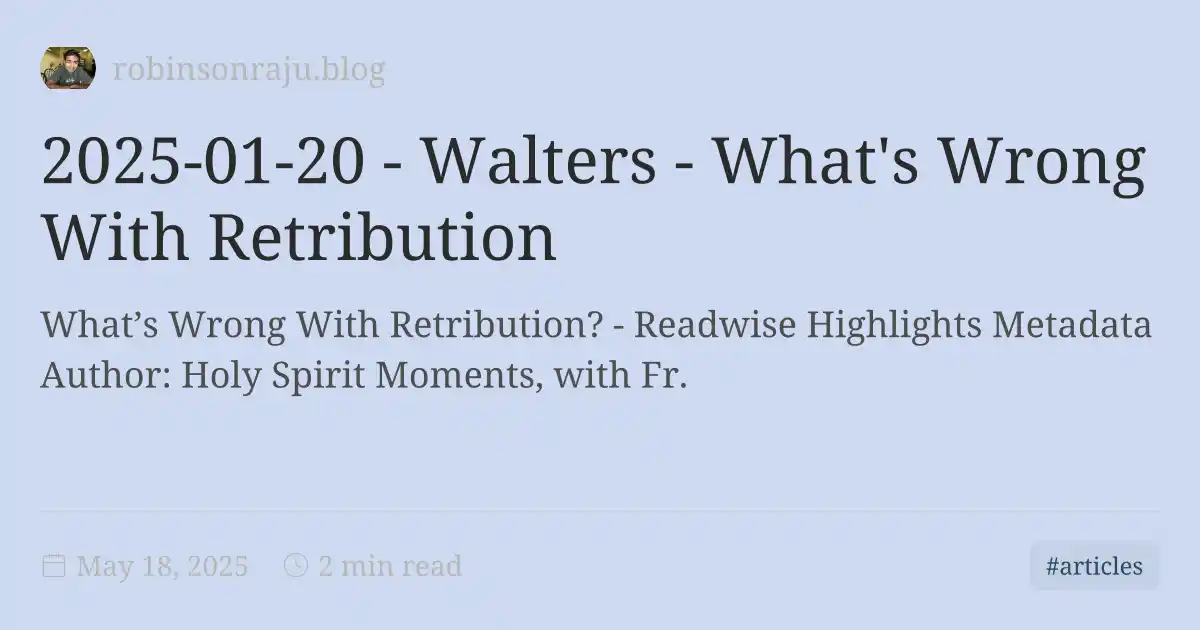 robinsonraju.blog
2025-01-20 - Walters - What's Wrong
With Retribution
What’s Wrong With Retribution? - Readwise Highlights Metadata
Author: Holy Spirit Moments, with Fr.
May 18, 2025
2 min read
#articles